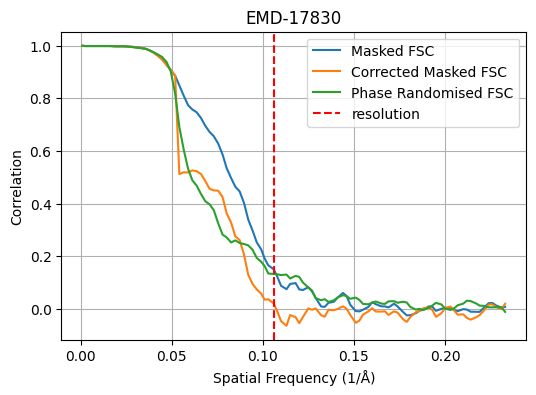 EMD-17830
Masked FSC
Corrected Masked FSC
Phase Randomised FSC
resolution
Correlation
1.0
0.8
0.6
0.4
0.2
0.0
0.00 0.05 0.10 0.15 0.20
Spatial Frequency (1/Å)